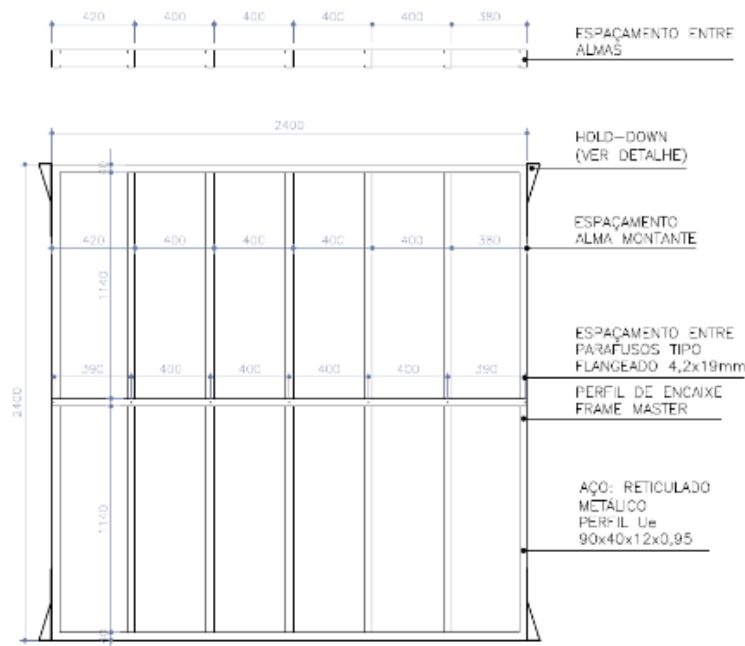 420 400 400 400 400 380
ESPAÇAMENTO ENTRE
ALMAS
2400
HOLD-DOWN
(VER DETALHE)
420 400 400 400 400 380
ESPAÇAMENTO
ALMA MONTANTE
1140
ESPAÇAMENTO ENTRE
PARAFUSOS TIPO
FLANGEADO 4,2x19mm
390 400 400 400 400 390
PERFIL DE ENCAIXE
FRAME MASTER
2400
AÇO: RETICULADO
METÁLICO
PERFIL Ue
90x40x12x0,95
1140